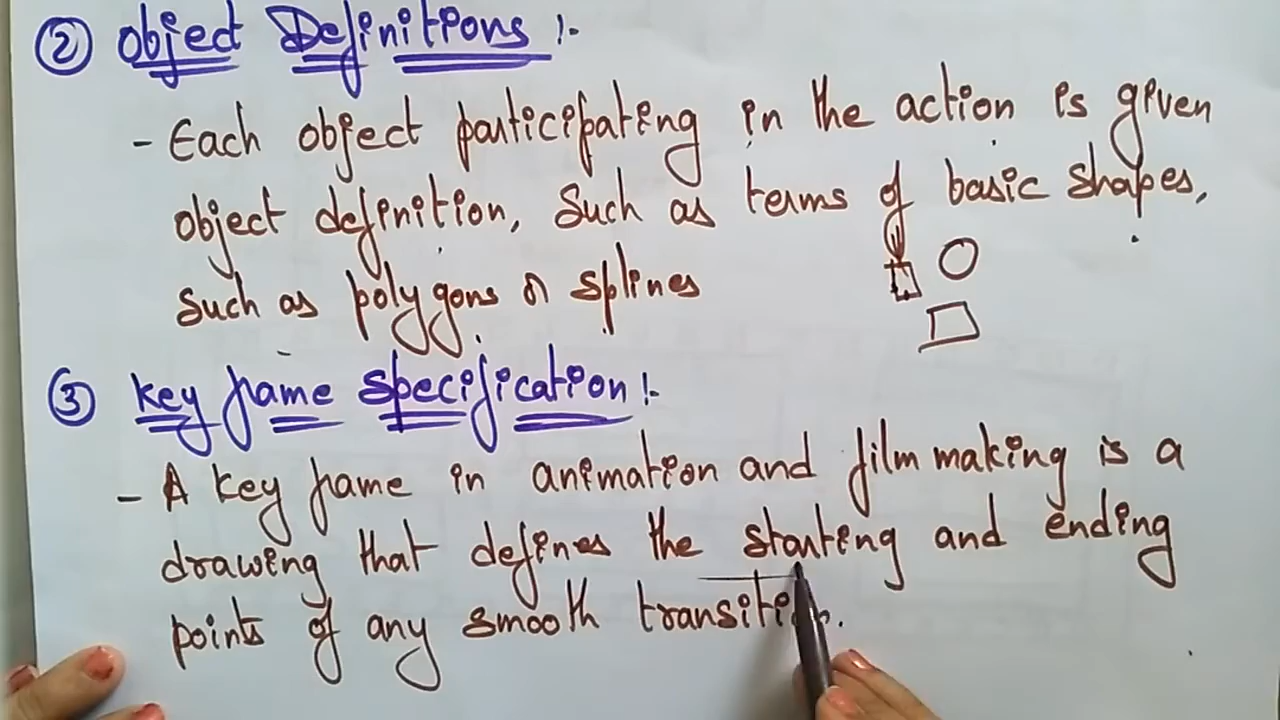 ② Object Definitions :-
- Each object participating in the action is given
object definition, such as terms of basic shapes,
such as polygons or splines
③ key frame specification :-
- A key frame in animation and film making is a
drawing that defines the starting and ending
points of any smooth transition.